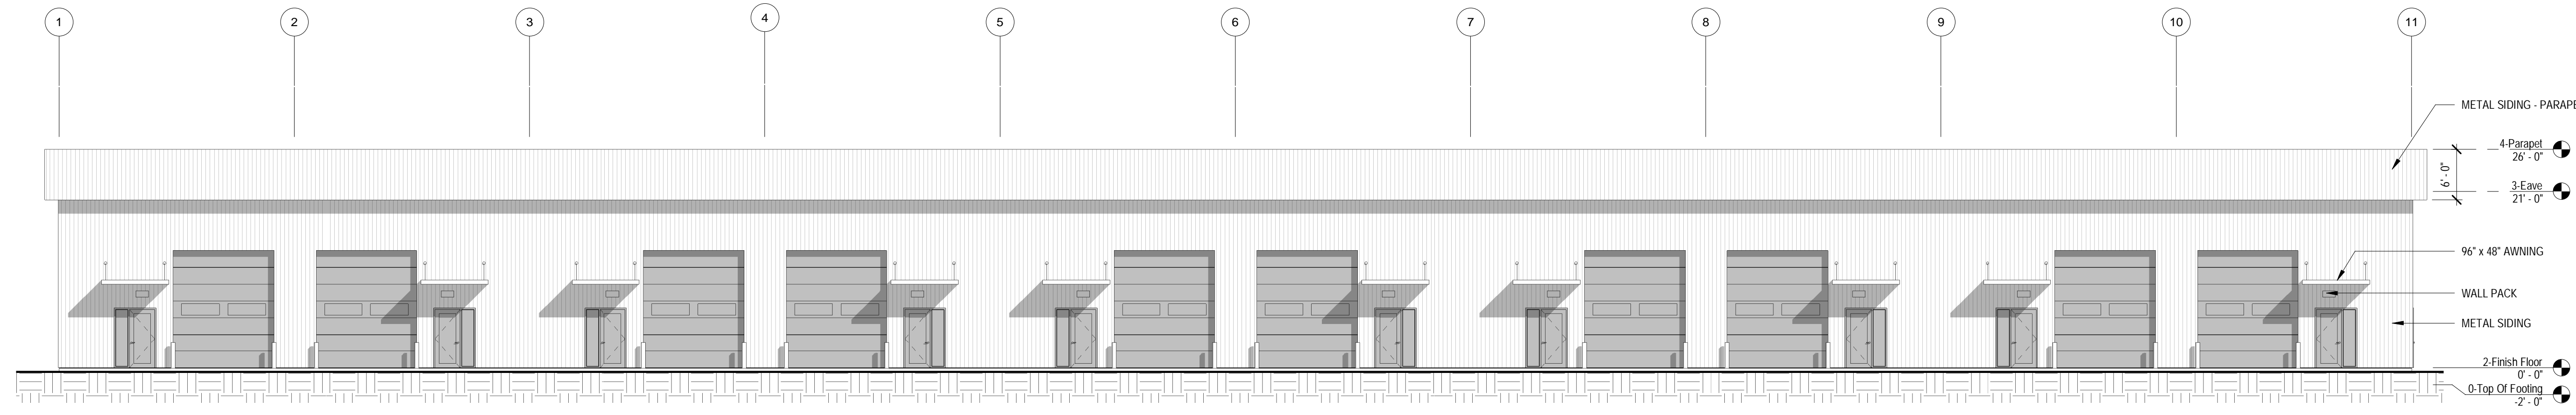 1
2
3
4
5
6
7
8
9
10
11
METAL SIDING - PARAPE
4-Parapet
26' - 0"
6' - 0"
3-Eave
21' - 0"
96" x 48" AWNING
WALL PACK
METAL SIDING
2-Finish Floor
0' - 0"
0-Top Of Footing
-2' - 0"